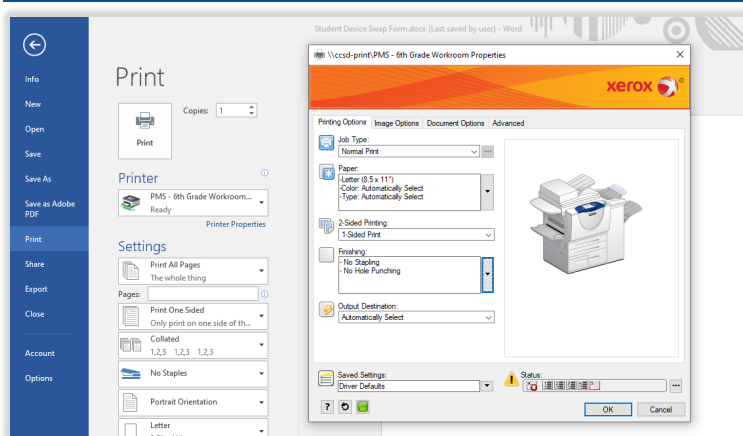 Student Device Swap Form.docx (Last saved by user) - Word
Info
New
Open
Save
Save As
Save as Adobe
PDF
Print
Share
Export
Close
Account
Options
Print
Copies: 1
Print
Printer
PMS - 6th Grade Workroom...
Ready
Printer Properties
Settings
Print All Pages
The whole thing
Pages:
Print One Sided
Only print on one side of th...
Collated
1,2,3 1,2,3 1,2,3
No Staples
Portrait Orientation
Letter
\\ccsd-print\PMS - 6th Grade Workroom Properties
xerox
Printing Options Image Options Document Options Advanced
Job Type:
Normal Print
Paper:
-Letter (8.5 x 11")
-Color: Automatically Select
-Type: Automatically Select
2-Sided Printing:
1-Sided Print
Finishing:
- No Stapling
- No Hole Punching
Output Destination:
Automatically Select
Saved Settings:
Driver Defaults
Status:
OK Cancel